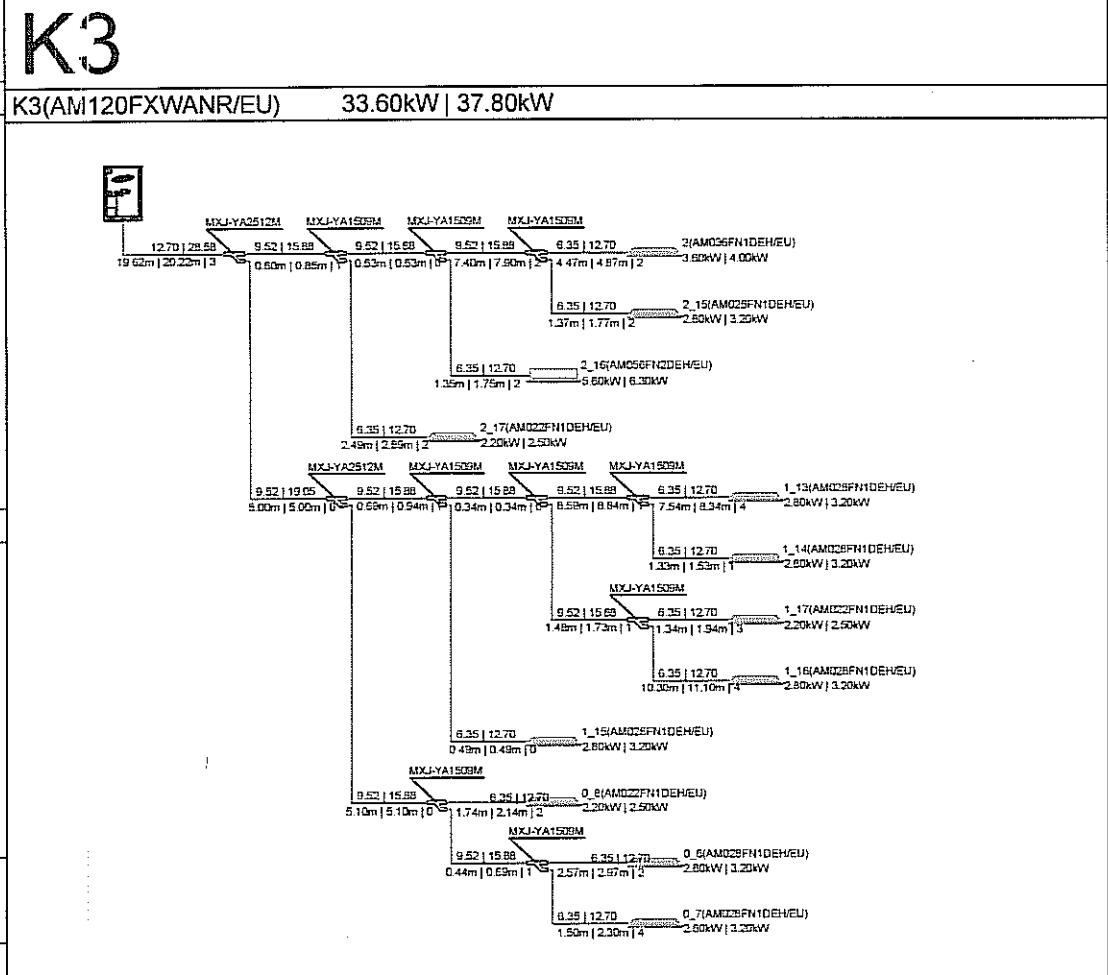 K3
K3(AM120FXWANR/EU) 33.60kW | 37.80kW
MXJ-YA2512M MXJ-YA1509M MXJ-YA1509M MXJ-YA1509M
12.70 | 28.58 9.52 | 15.88 9.52 | 15.88 9.52 | 15.88 6.35 | 12.70 2(AM036FN1DEH/EU)
19.62m | 20.22m | 3 0.60m | 0.85m | 1 0.53m | 0.53m | 0 7.40m | 7.90m | 2 4.47m | 4.87m | 2 3.60kW | 4.00kW
6.35 | 12.70 2_15(AM028FN1DEH/EU)
1.37m | 1.77m | 2 2.80kW | 3.20kW
6.35 | 12.70 2_16(AM056FN2DEH/EU)
1.35m | 1.75m | 2 5.60kW | 6.30kW
6.35 | 12.70 2_17(AM022FN1DEH/EU)
2.49m | 2.89m | 2 2.20kW | 2.50kW
MXJ-YA2512M MXJ-YA1509M MXJ-YA1509M MXJ-YA1509M
9.52 | 19.05 9.52 | 15.88 9.52 | 15.88 9.52 | 15.88 6.35 | 12.70 1_13(AM028FN1DEH/EU)
5.00m | 5.00m | 0 0.69m | 0.94m | 1 0.34m | 0.34m | 0 8.59m | 8.84m | 1 7.54m | 8.34m | 4 2.80kW | 3.20kW
6.35 | 12.70 1_14(AM028FN1DEH/EU)
1.33m | 1.53m | 1 2.80kW | 3.20kW
MXJ-YA1509M
9.52 | 15.88 6.35 | 12.70 1_17(AM022FN1DEH/EU)
1.48m | 1.73m | 1 1.34m | 1.94m | 3 2.20kW | 2.50kW
6.35 | 12.70 1_16(AM028FN1DEH/EU)
10.30m | 11.10m | 4 2.80kW | 3.20kW
6.35 | 12.70 1_15(AM028FN1DEH/EU)
0.49m | 0.49m | 0 2.80kW | 3.20kW
MXJ-YA1509M
9.52 | 15.88 6.35 | 12.70 0_8(AM022FN1DEH/EU)
5.10m | 5.10m | 0 1.74m | 2.14m | 2 2.20kW | 2.50kW
MXJ-YA1509M
9.52 | 15.88 6.35 | 12.70 0_6(AM028FN1DEH/EU)
0.44m | 0.69m | 1 2.57m | 2.97m | 2 2.80kW | 3.20kW
6.35 | 12.70 0_7(AM028FN1DEH/EU)
1.50m | 2.30m | 4 2.80kW | 3.20kW